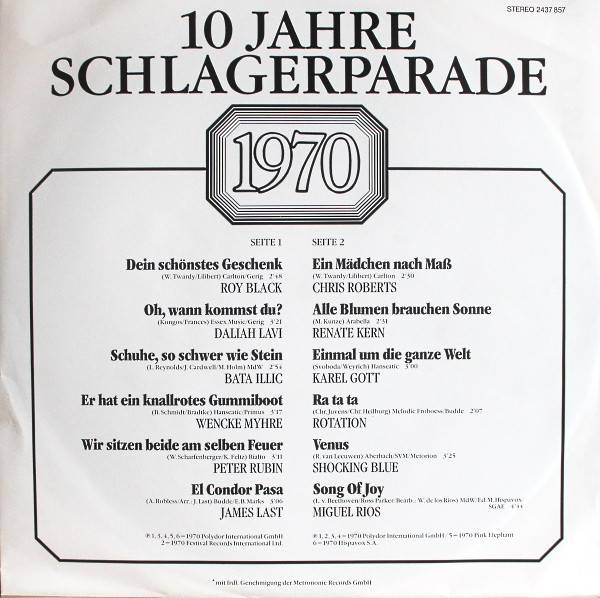 STEREO 2437 857
10 JAHRE
SCHLAGERPARADE
1970
SEITE 1
Dein schönstes Geschenk
(W. Twardy/Lilibert) Carlton/Gerig 2'48
ROY BLACK
Oh, wann kommst du?
(Kongos/Frances) Essex Music/Gerig 3'21
DALIAH LAVI
Schuhe, so schwer wie Stein
(L. Reynolds/J. Cardwell/M. Holm) MdW 2'54
BATA ILLIC
Er hat ein knallrotes Gummiboot
(B. Schmidt/Bradtke) Hanseatic/Primus 3'17
WENCKE MYHRE
Wir sitzen beide am selben Feuer
(W. Scharfenberger/K. Feltz) Rialto 3'11
PETER RUBIN
El Condor Pasa
(A. Robless/Arr.: J. Last) Budde/E.B. Marks 3'06
JAMES LAST
℗ 1, 3, 4, 5, 6 = 1970 Polydor International GmbH
2 = 1970 Festival Records International Ltd.
SEITE 2
Ein Mädchen nach Maß
(W. Twardy/Lilibert) Carlton 2'30
CHRIS ROBERTS
Alle Blumen brauchen Sonne
(M. Kunze) Arabella 2'31
RENATE KERN
Einmal um die ganze Welt
(Svoboda/Weyrich) Hanseatic 3'00
KAREL GOTT
Ra ta ta
(Chr. Juvens/Chr. Heilburg) Melodie Froboess/Budde 2'07
ROTATION
Venus
(R. van Leeuwen) Aberbach/SVM/Metorion 3'25
SHOCKING BLUE
Song Of Joy
(L. v. Beethoven/Ross Parker/Bearb.: W. de los Rios) MdW/Ed. M. Hispavox/
SGAE 4'44
MIGUEL RIOS
℗ 1, 2, 3, 4 = 1970 Polydor International GmbH / 5 = 1970 Pink Elephant
6 = 1970 Hispavox S.A.
* mit frdl. Genehmigung der Metronome Records GmbH